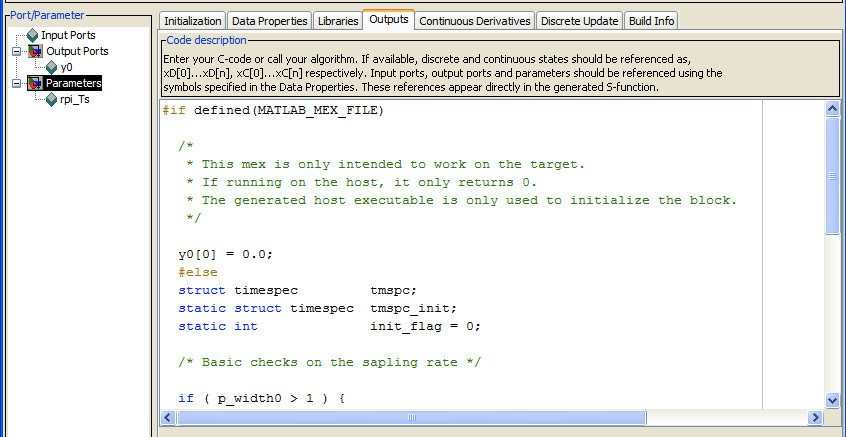 Port/Parameter
Input Ports
Output Ports
y0
Parameters
rpi_Ts
Initialization
Data Properties
Libraries
Outputs
Continuous Derivatives
Discrete Update
Build Info
Code description
Enter your C-code or call your algorithm. If available, discrete and continuous states should be referenced as,
xD[0]...xD[n], xC[0]...xC[n] respectively. Input ports, output ports and parameters should be referenced using the
symbols specified in the Data Properties. These references appear directly in the generated S-function.
#if defined(MATLAB_MEX_FILE)
/*
* This mex is only intended to work on the target.
* If running on the host, it only returns 0.
* The generated host executable is only used to initialize the block.
*/
y0[0] = 0.0;
#else
struct timespec tmspc;
static struct timespec tmspc_init;
static int init_flag = 0;
/* Basic checks on the sapling rate */
if ( p_width0 > 1 ) {